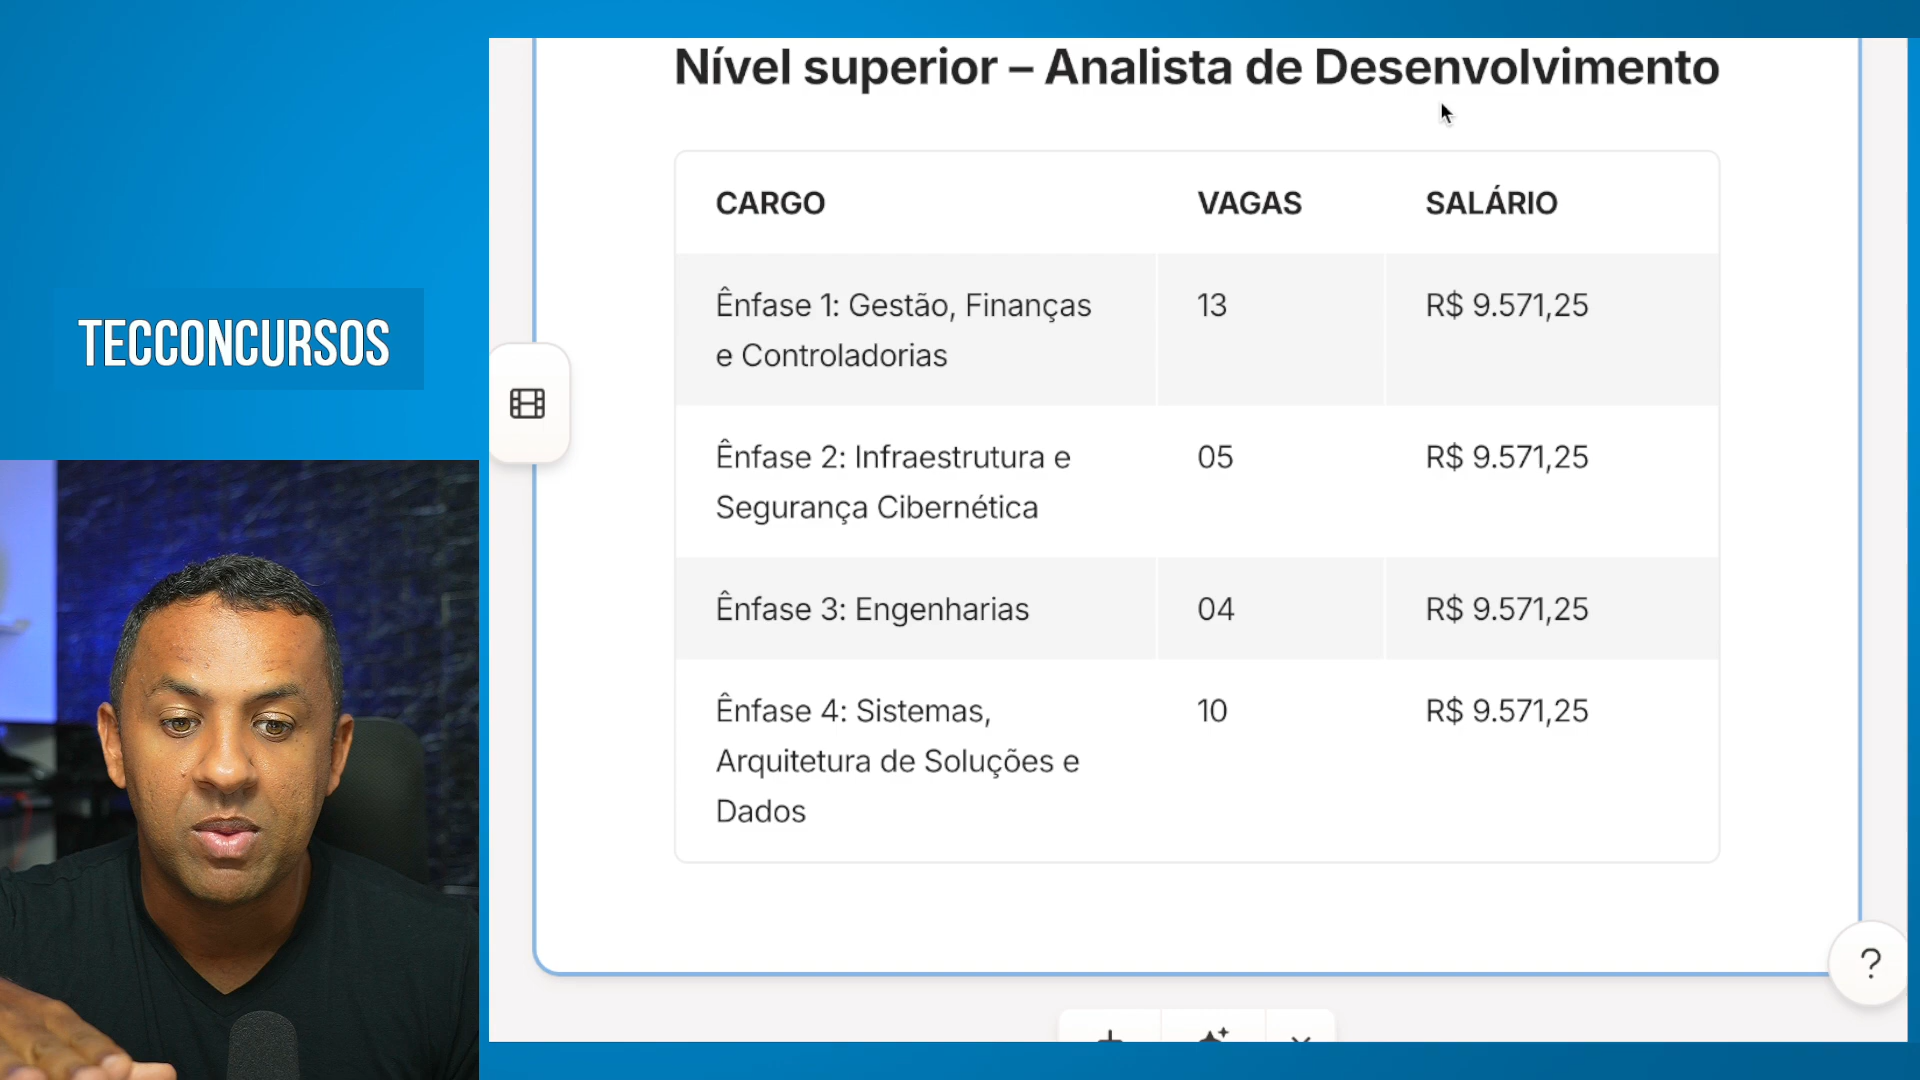 Nível superior – Analista de Desenvolvimento
CARGO VAGAS SALÁRIO
Ênfase 1: Gestão, Finanças 13 R$ 9.571,25
e Controladorias
Ênfase 2: Infraestrutura e 05 R$ 9.571,25
Segurança Cibernética
Ênfase 3: Engenharias 04 R$ 9.571,25
Ênfase 4: Sistemas, 10 R$ 9.571,25
Arquitetura de Soluções e
Dados
TECCONCURSOS
?